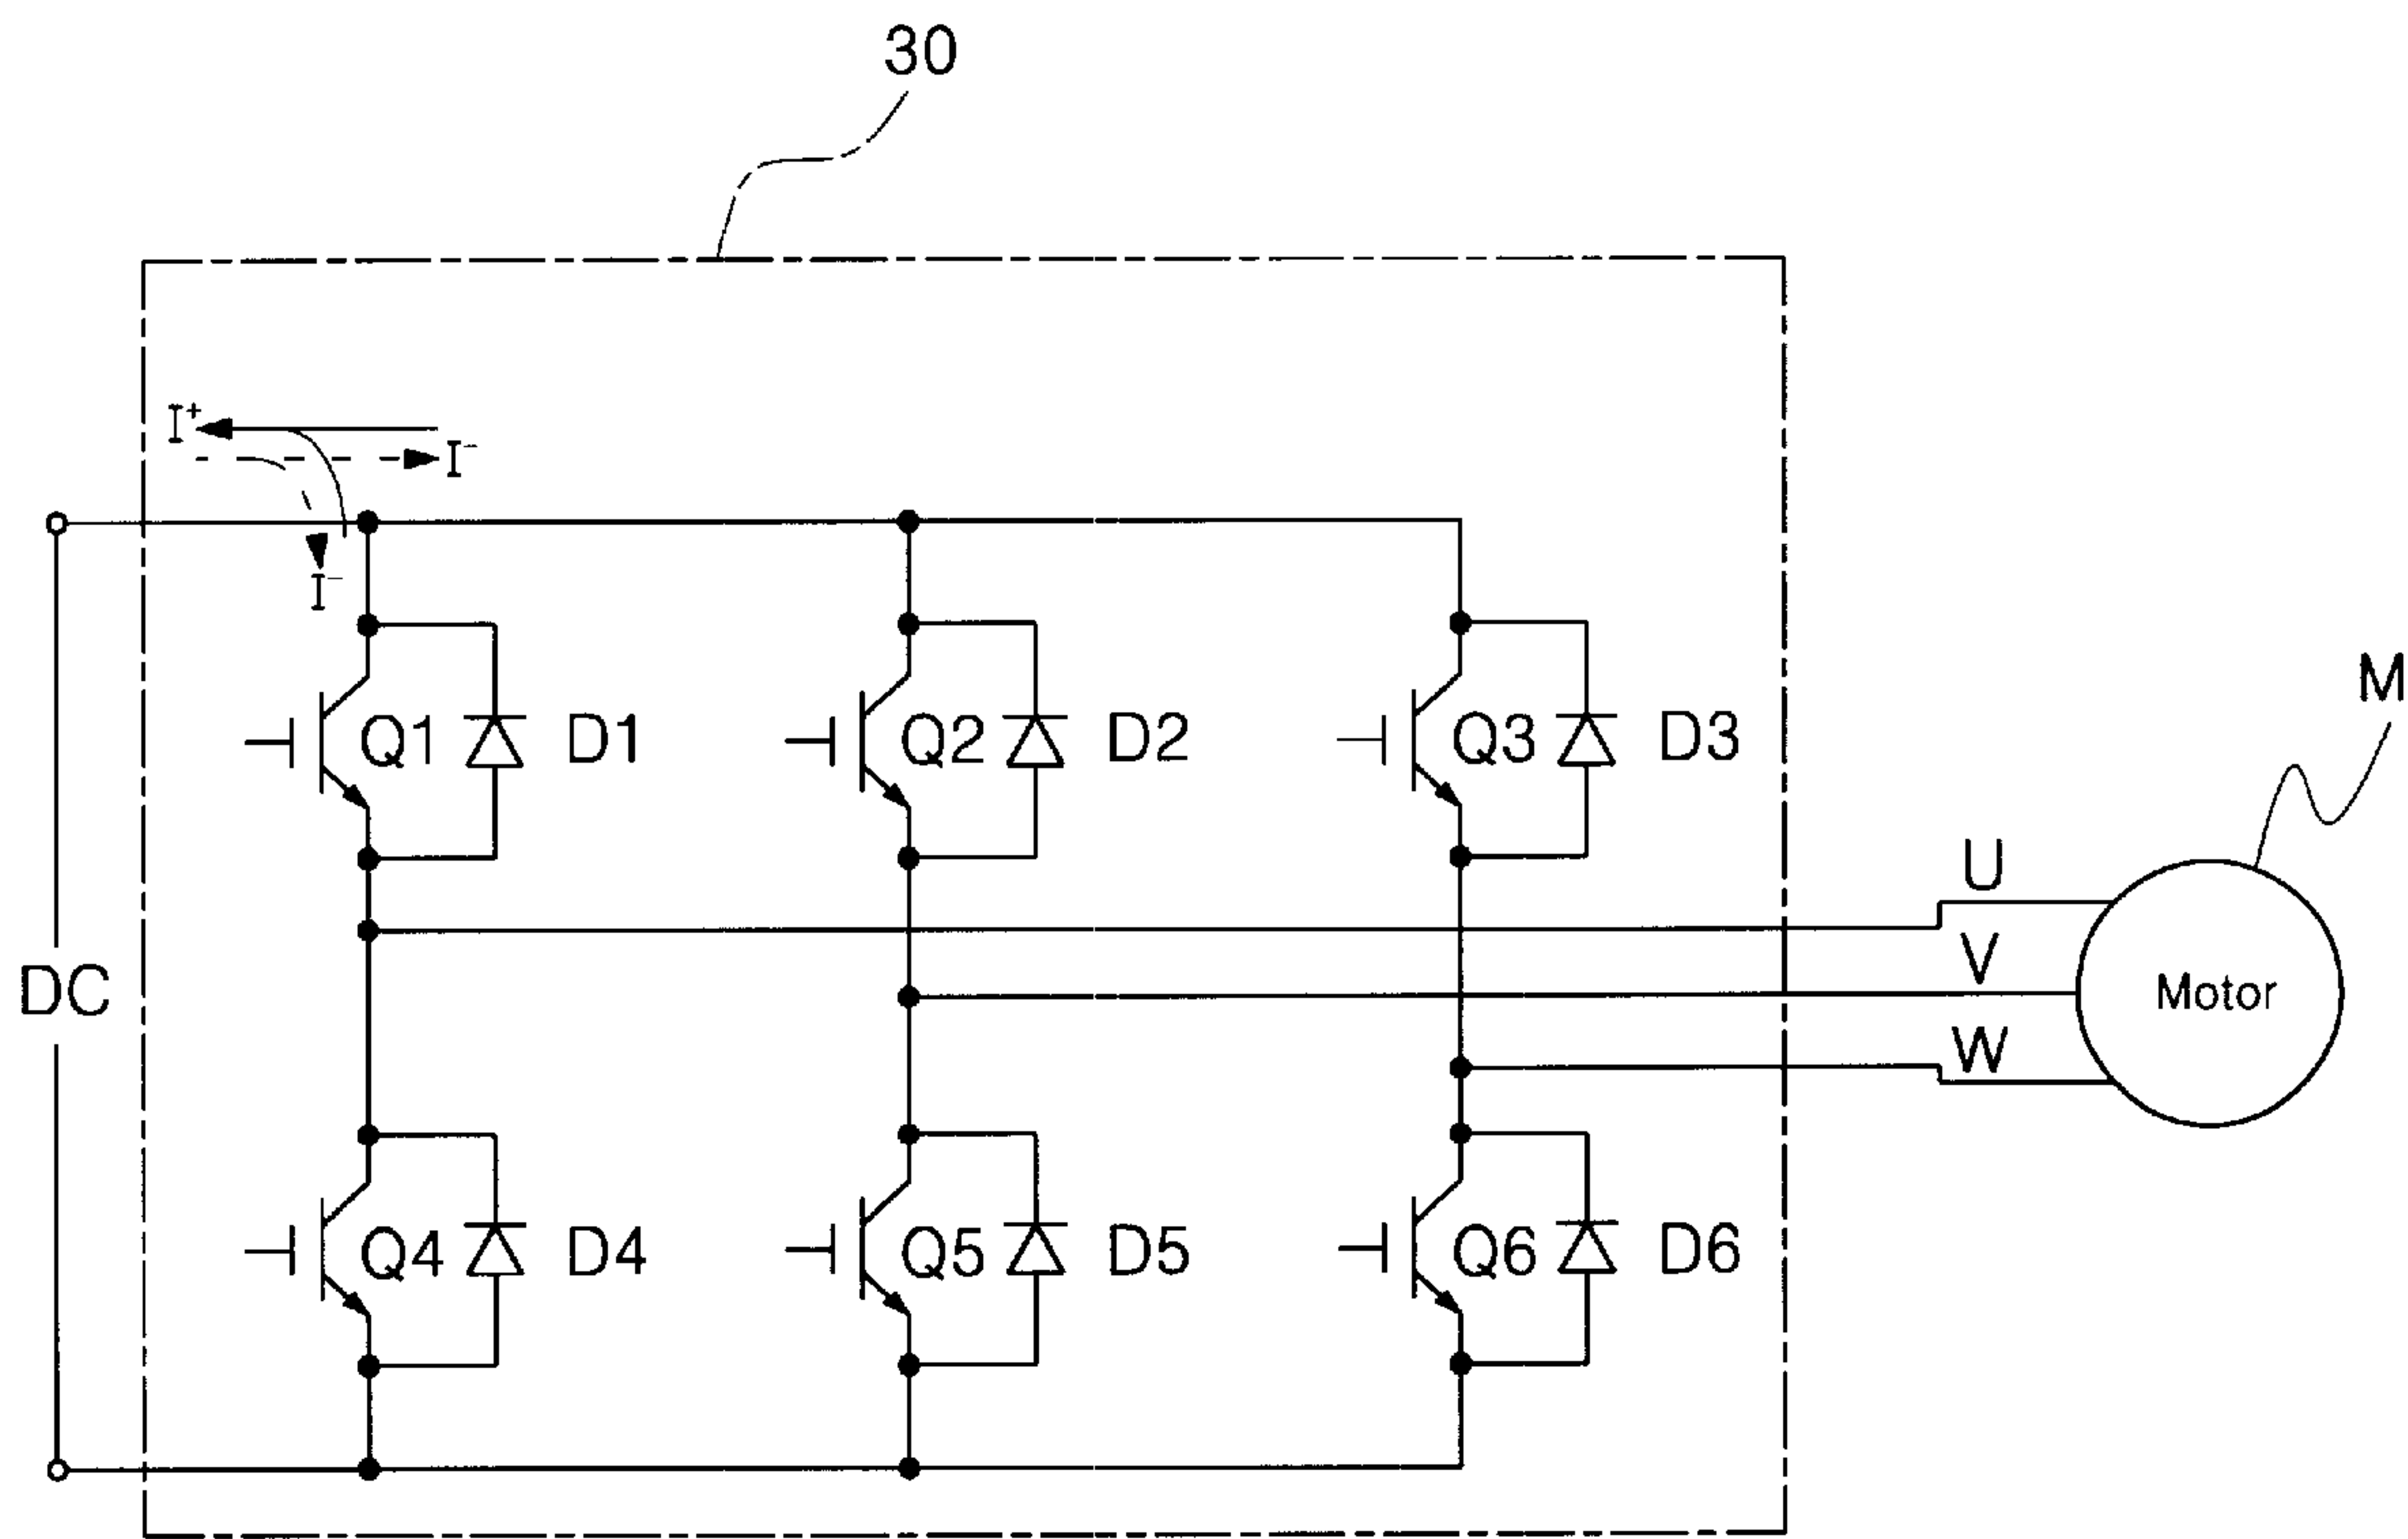 30
I⁺
I⁻
I⁻
Q1 D1 Q2 D2 Q3 D3
M
U
V
DC
Motor
W
Q4 D4 Q5 D5 Q6 D6